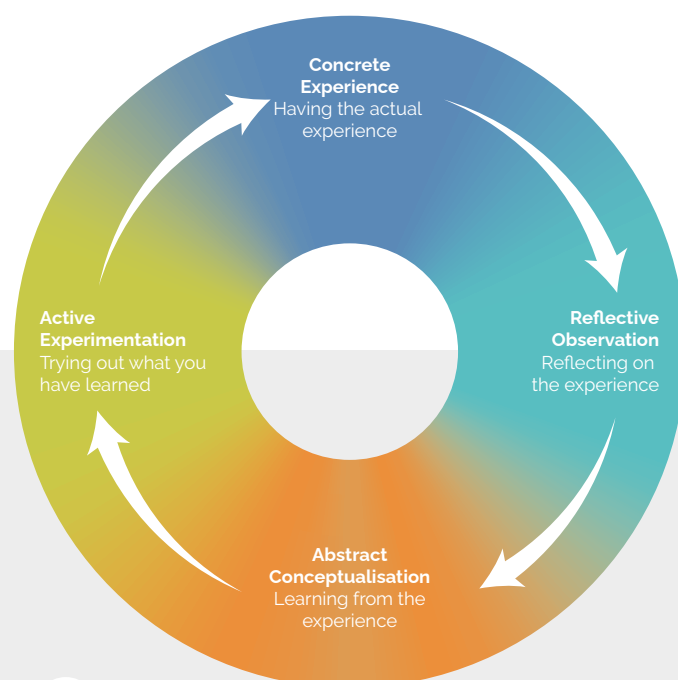 Concrete
Experience
Having the actual
experience
Reflective
Observation
Reflecting on
the experience
Abstract
Conceptualisation
Learning from the
experience
Active
Experimentation
Trying out what you
have learned